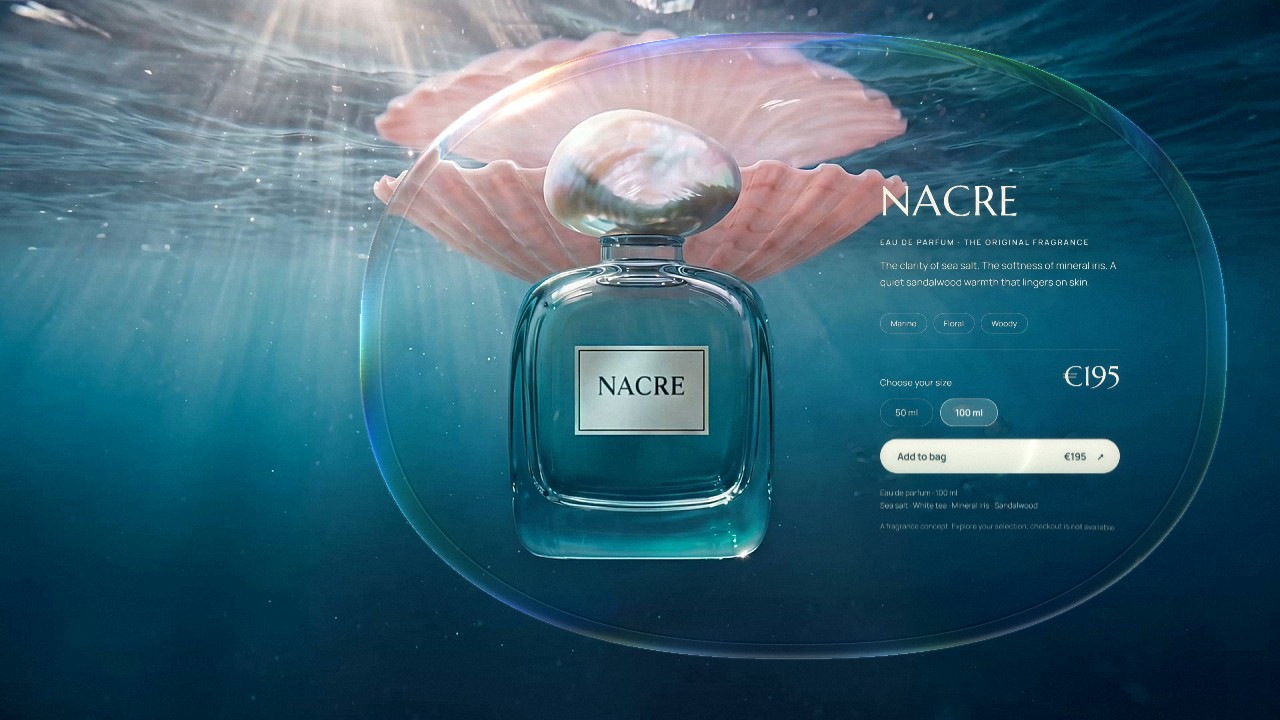 NACRE
NACRE
EAU DE PARFUM · THE ORIGINAL FRAGRANCE
The clarity of sea salt. The softness of mineral iris. A
quiet sandalwood warmth that lingers on skin.
Marine Floral Woody
Choose your size €195
50 ml 100 ml
Add to bag €195 ↗
Eau de parfum · 100 ml
Sea salt · White tea · Mineral iris · Sandalwood
A fragrance concept. Explore your selection; checkout is not available.